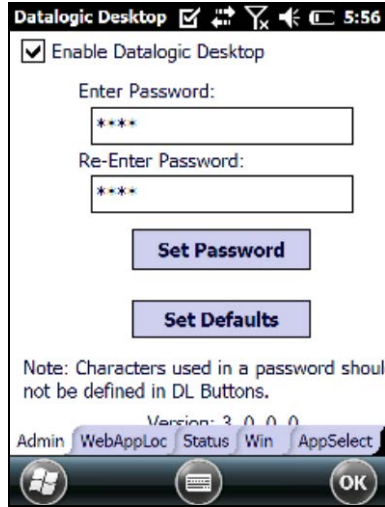 Datalogic Desktop 5:56
Enable Datalogic Desktop
Enter Password:
****
Re-Enter Password:
****
Set Password
Set Defaults
Note: Characters used in a password shoul
not be defined in DL Buttons.
Version: 3.0.0.0
Admin WebAppLoc Status Win AppSelect
OK